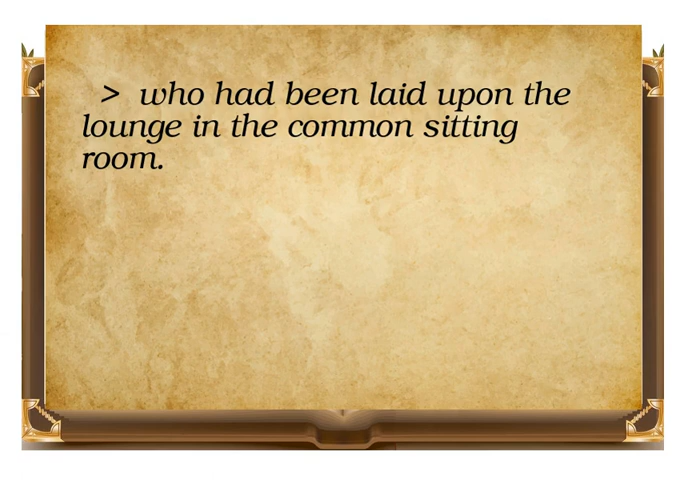 > who had been laid upon the
lounge in the common sitting
room.